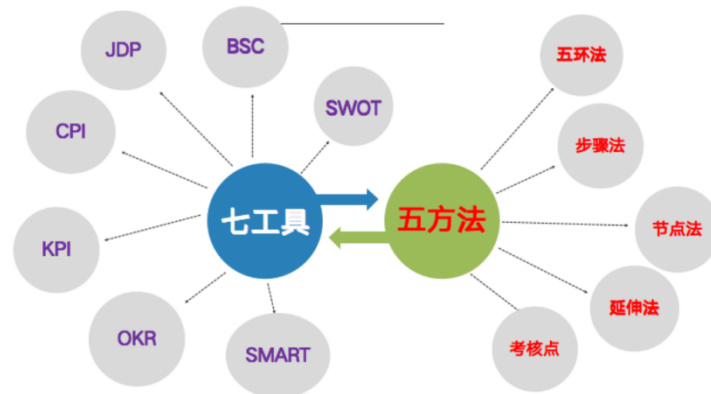 BSC
JDP
五环法
SWOT
CPI
步骤法
七工具
五方法
节点法
KPI
延伸法
OKR
SMART
考核点